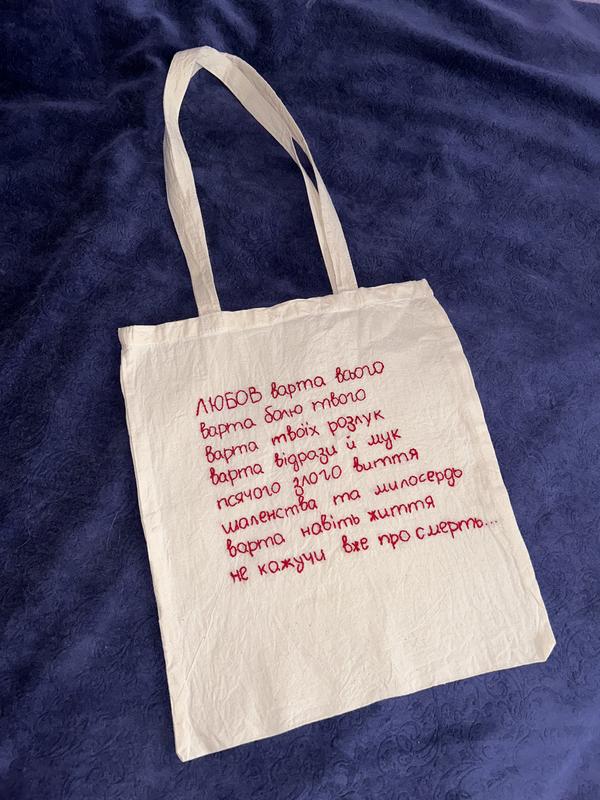 ЛЮБОВ варта всього
варта болю твого
варта твоїх розлук
варта відрази й мук
псячого злого виття
шаленства та милосердь
варта навіть життя
не кажучи вже про смерть...